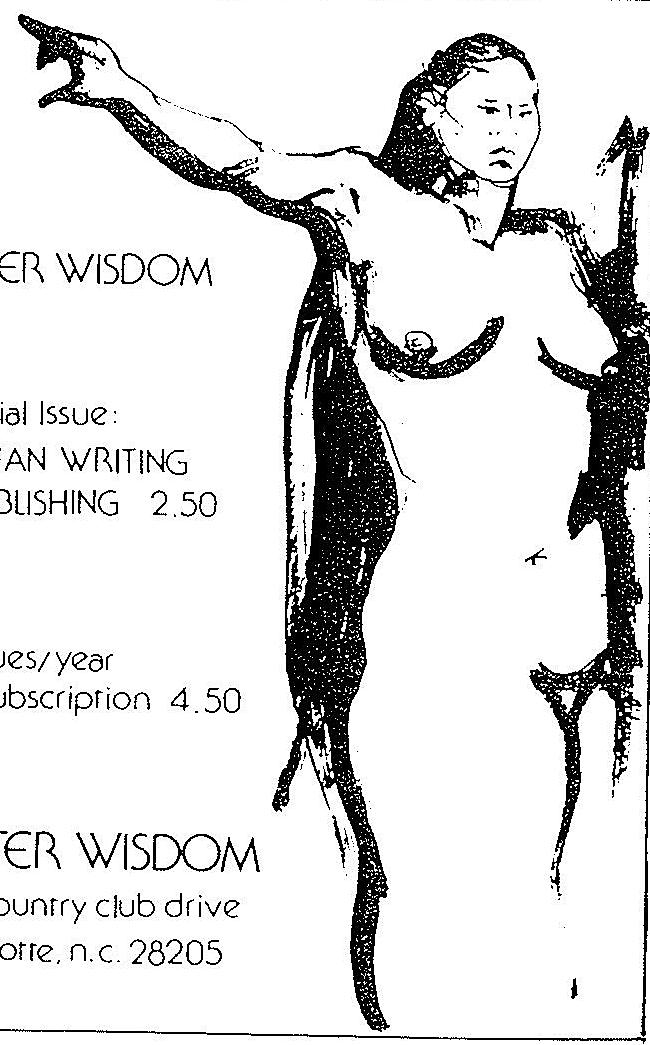 ER WISDOM
ial Issue:
IAN WRITING
BLISHING 2.50
ues/year
ubscription 4.50
TER WISDOM
ountry club drive
otte, n.c. 28205